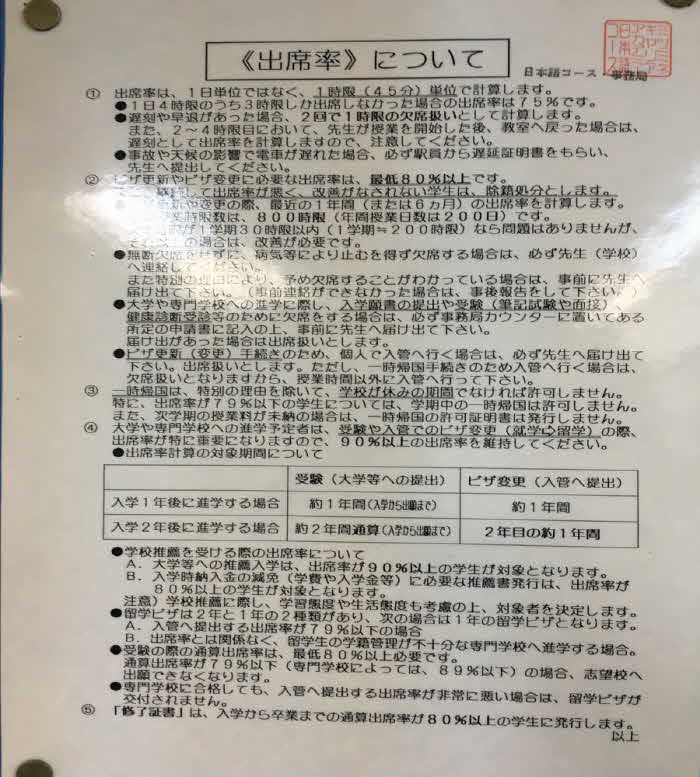 《出席率》について
日本語コース 事務局
① 出席率は、1日単位ではなく、1時限(45分)単位で計算します。
●1日4時限のうち3時限しか出席しなかった場合の出席率は75%です。
●遅刻や早退があった場合、2回で1時限の欠席扱いとして計算します。
また、2~4時限目において、先生が授業を開始した後、教室へ戻った場合は、
遅刻として出席率を計算しますので、注意してください。
●事故や天候の影響で電車が遅れた場合、必ず駅員から遅延証明書をもらい、
先生へ提出してください。
② ビザ更新やビザ変更に必要な出席率は、最低80%以上です。
して出席率が悪く、改善がなされない学生は、除籍処分とします。
更新や変更の際、最近の1年間(または6ヵ月)の出席率を計算します。
業時限数は、800時限(年間授業日数は200日)です。
が1学期30時限以内(1学期≒200時限)なら問題はありませんが、
それ以上の場合は、改善が必要です。
●無断欠席をせずに、病気等により止むを得ず欠席する場合は、必ず先生(学校)
へ連絡してください。
また特別の理由により、予め欠席することがわかっている場合は、事前に先生へ
届け出て下さい。(事前連絡ができなかった場合は、事後報告をして下さい。)
●大学や専門学校への進学に際し、入学願書の提出や受験(筆記試験や面接)、
健康診断受診等のために欠席をする場合は、必ず事務局カウンターに置いてある
所定の申請書に記入の上、事前に先生へ届け出て下さい。
届け出があった場合は出席扱いとします。
●ビザ更新(変更)手続きのため、個人で入管へ行く場合は、必ず先生へ届け出て
下さい。出席扱いとします。ただし、一時帰国手続きのため入管へ行く場合は、
欠席扱いとなりますから、授業時間以外に入管へ行って下さい。
③ 一時帰国は、特別の理由を除いて、学校が休みの期間でなければ許可しません。
特に、出席率が79%以下の学生については、学期中の一時帰国は許可しません。
また、次学期の授業料が未納の場合は、一時帰国の許可証明書は発行しません。
④ 大学や専門学校への進学予定者は、受験や入管でのビザ変更(就学⇨留学)の際、
出席率が特に重要になりますので、90%以上の出席率を維持してください。
●出席率計算の対象期間について
受験(大学等への提出) ビザ変更(入管へ提出)
入学1年後に進学する場合 約1年間(入学から出願まで) 約1年間
入学2年後に進学する場合 約2年間通算(入学から出願まで) 2年目の約1年間
●学校推薦を受ける際の出席率について
A.大学等への推薦入学は、出席率が90%以上の学生が対象となります。
B.入学時納入金の減免(学費や入学金等)に必要な推薦書発行は、出席率が
80%以上の学生が対象となります。
注意)学校推薦に際し、学習態度や生活態度も考慮の上、対象者を決定します。
●留学ビザは2年と1年の2種類があり、次の場合は1年の留学ビザとなります。
A.入管へ提出する出席率が79%以下の場合
B.出席率とは関係なく、留学生の学籍管理が不十分な専門学校へ進学する場合。
●受験の際の通算出席率は、最低80%以上必要です。
通算出席率が79%以下(専門学校によっては、89%以下)の場合、志望校へ
出願できなくなります。
●専門学校に合格しても、入管へ提出する出席率が非常に悪い場合は、留学ビザが
交付されません。
⑤ 「修了証書」は、入学から卒業までの通算出席率が80%以上の学生に発行します。
以上